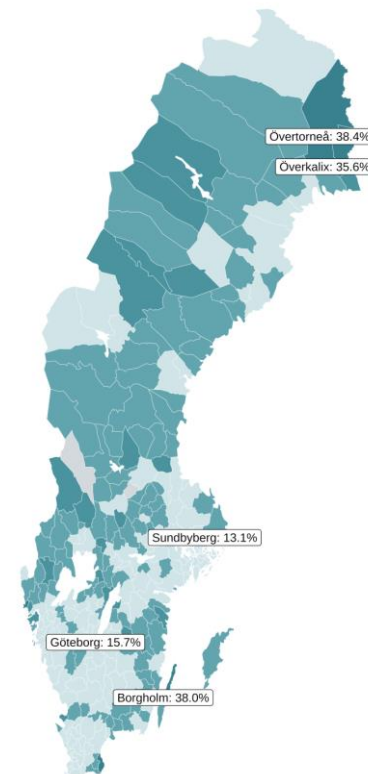 Övertorneå: 38.4%
Överkalix: 35.6%
Sundbyberg: 13.1%
Göteborg: 15.7%
Borgholm: 38.0%